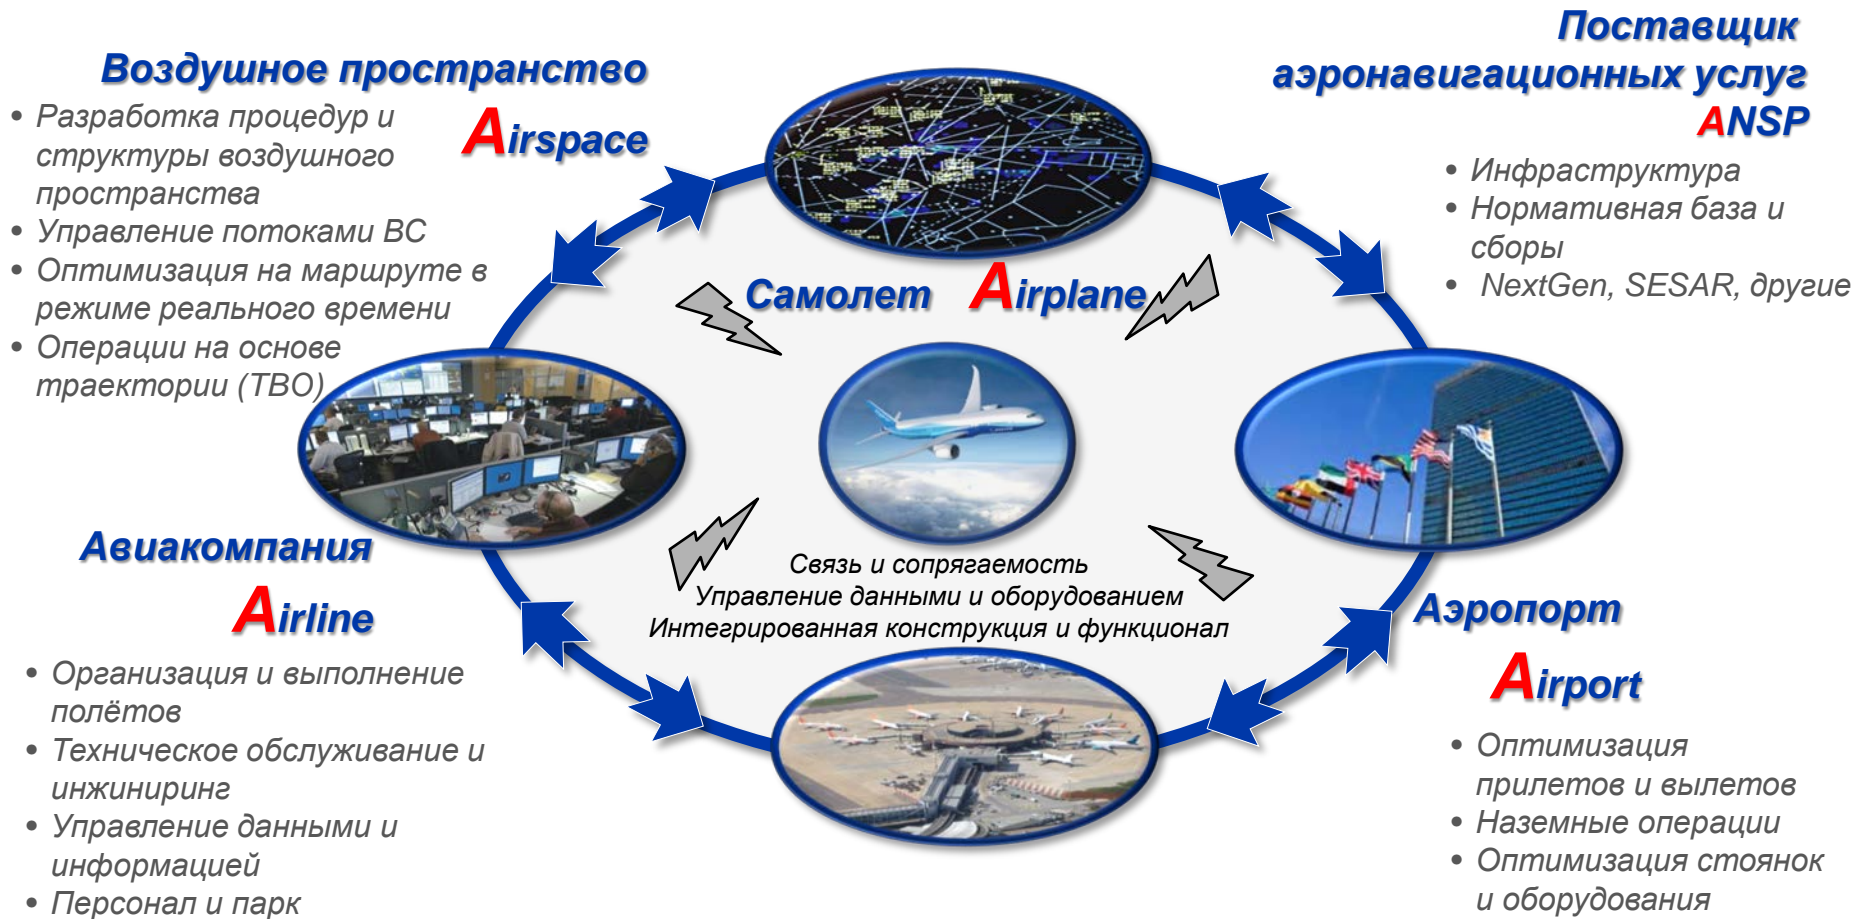 Воздушное пространство
Airspace
• Разработка процедур и
структуры воздушного
пространства
• Управление потоками ВС
• Оптимизация на маршруте в
режиме реального времени
• Операции на основе
траектории (TBO)
Поставщик
аэронавигационных услуг
ANSP
• Инфраструктура
• Нормативная база и
сборы
• NextGen, SESAR, другие
Самолет Airplane
Связь и сопрягаемость
Управление данными и оборудованием
Интегрированная конструкция и функционал
Авиакомпания
Airline
• Организация и выполнение
полётов
• Техническое обслуживание и
инжиниринг
• Управление данными и
информацией
• Персонал и парк
Аэропорт
Airport
• Оптимизация
прилетов и вылетов
• Наземные операции
• Оптимизация стоянок
и оборудования